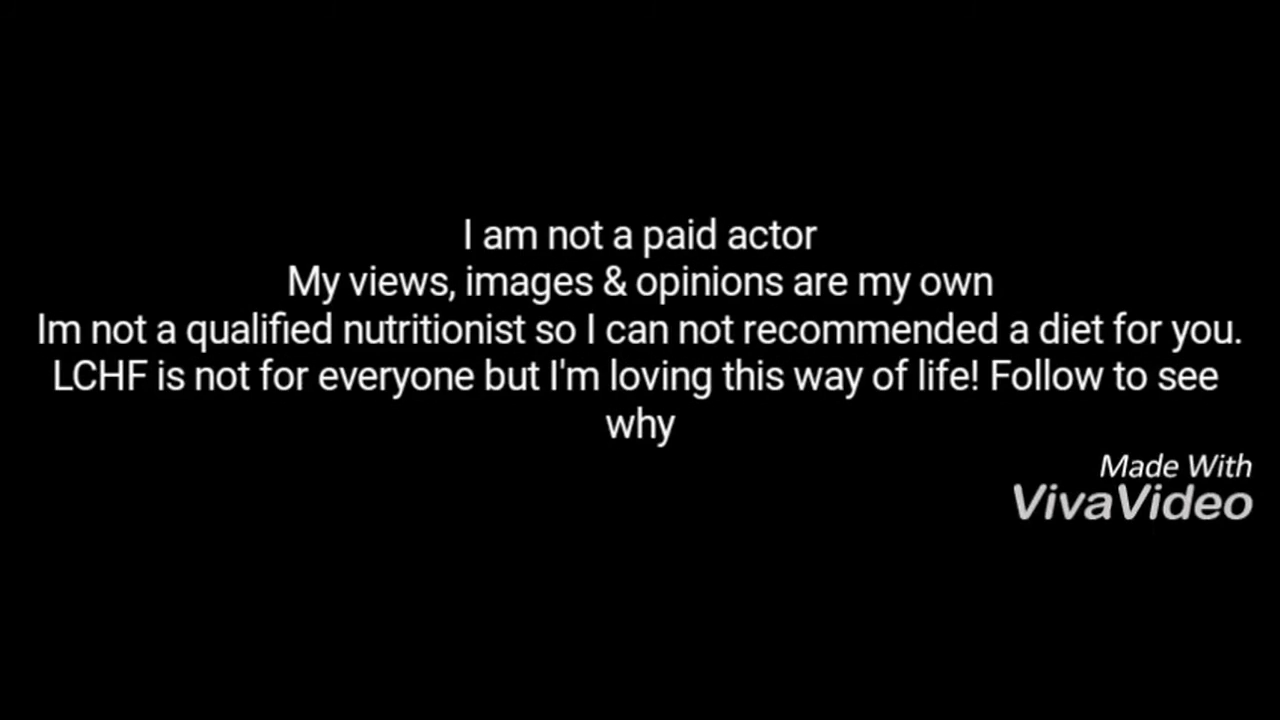 I am not a paid actor
My views, images & opinions are my own
Im not a qualified nutritionist so I can not recommended a diet for you.
LCHF is not for everyone but I'm loving this way of life! Follow to see
why
Made With
VivaVideo